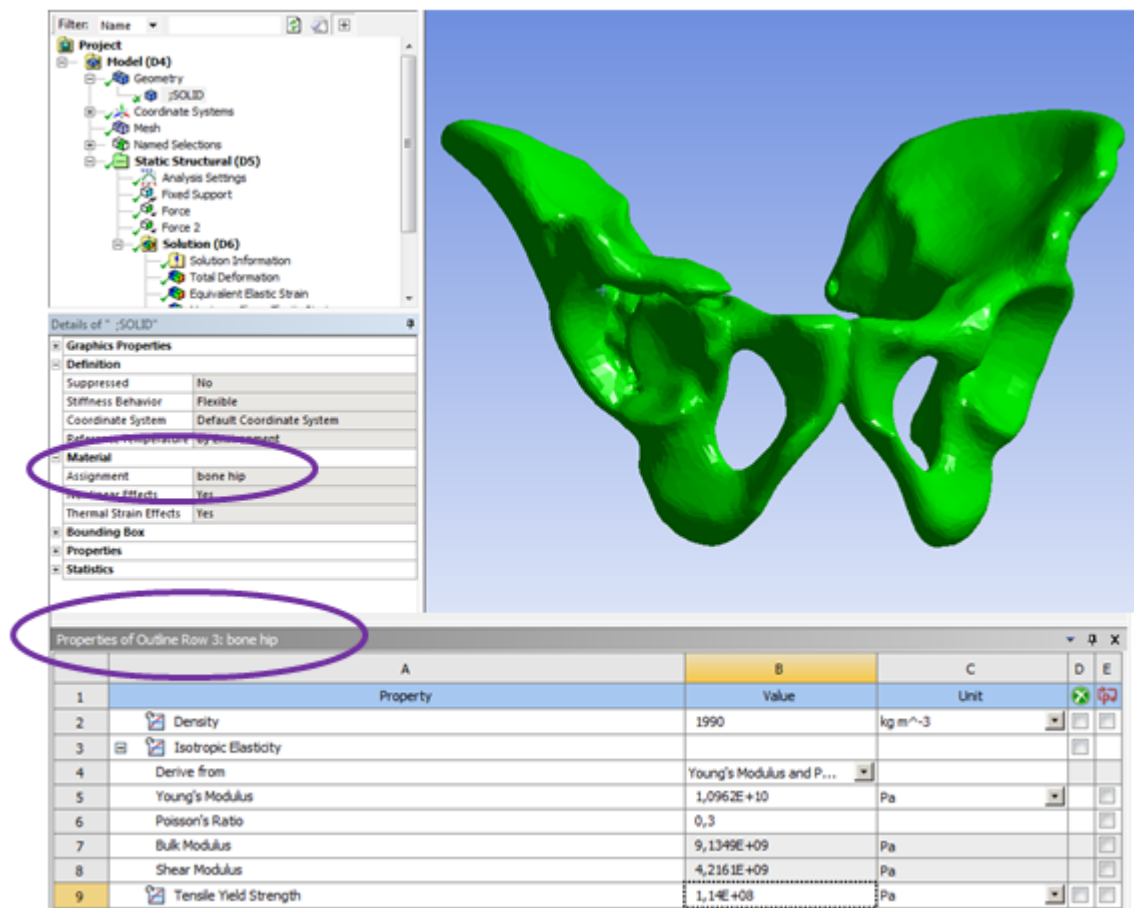 Filter: Name
Project
Model (D4)
Geometry
;SOLID
Coordinate Systems
Mesh
Named Selections
Static Structural (D5)
Analysis Settings
Fixed Support
Force
Force 2
Solution (D6)
Solution Information
Total Deformation
Equivalent Elastic Strain
Details of " ;SOLID"
Graphics Properties
Definition
Suppressed No
Stiffness Behavior Flexible
Coordinate System Default Coordinate System
Reference Temperature By Environment
Material
Assignment bone hip
Nonlinear Effects Yes
Thermal Strain Effects Yes
Bounding Box
Properties
Statistics
Properties of Outline Row 3: bone hip
A B C D E
1 Property Value Unit
2 Density 1990 kg m^-3
3 Isotropic Elasticity
4 Derive from Young's Modulus and P...
5 Young's Modulus 1,0962E+10 Pa
6 Poisson's Ratio 0,3
7 Bulk Modulus 9,1349E+09 Pa
8 Shear Modulus 4,2161E+09 Pa
9 Tensile Yield Strength 1,14E+08 Pa